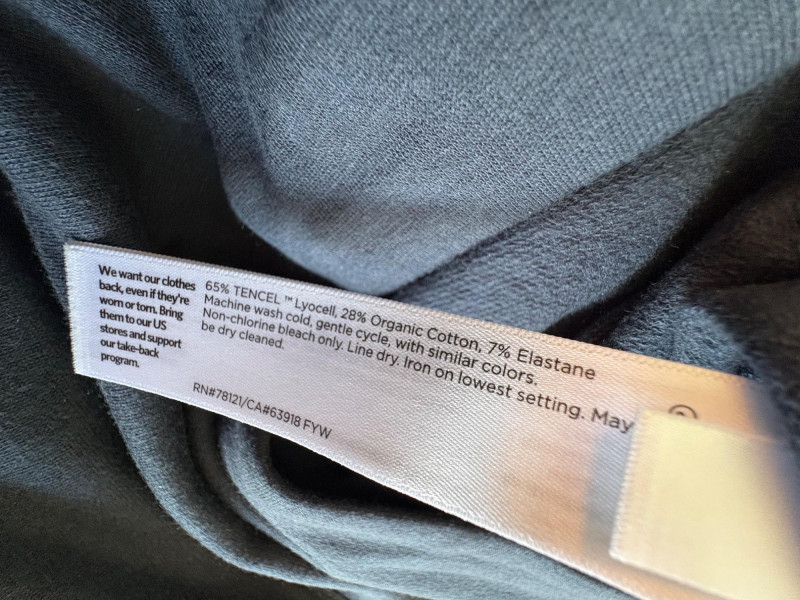 We want our clothes
back, even if they're
worn or torn. Bring
them to our US
stores and support
our take-back
program.
65% TENCEL ™ Lyocell, 28% Organic Cotton, 7% Elastane
Machine wash cold, gentle cycle, with similar colors.
Non-chlorine bleach only. Line dry. Iron on lowest setting. May
be dry cleaned.
RN#78121/CA#63918 FYW